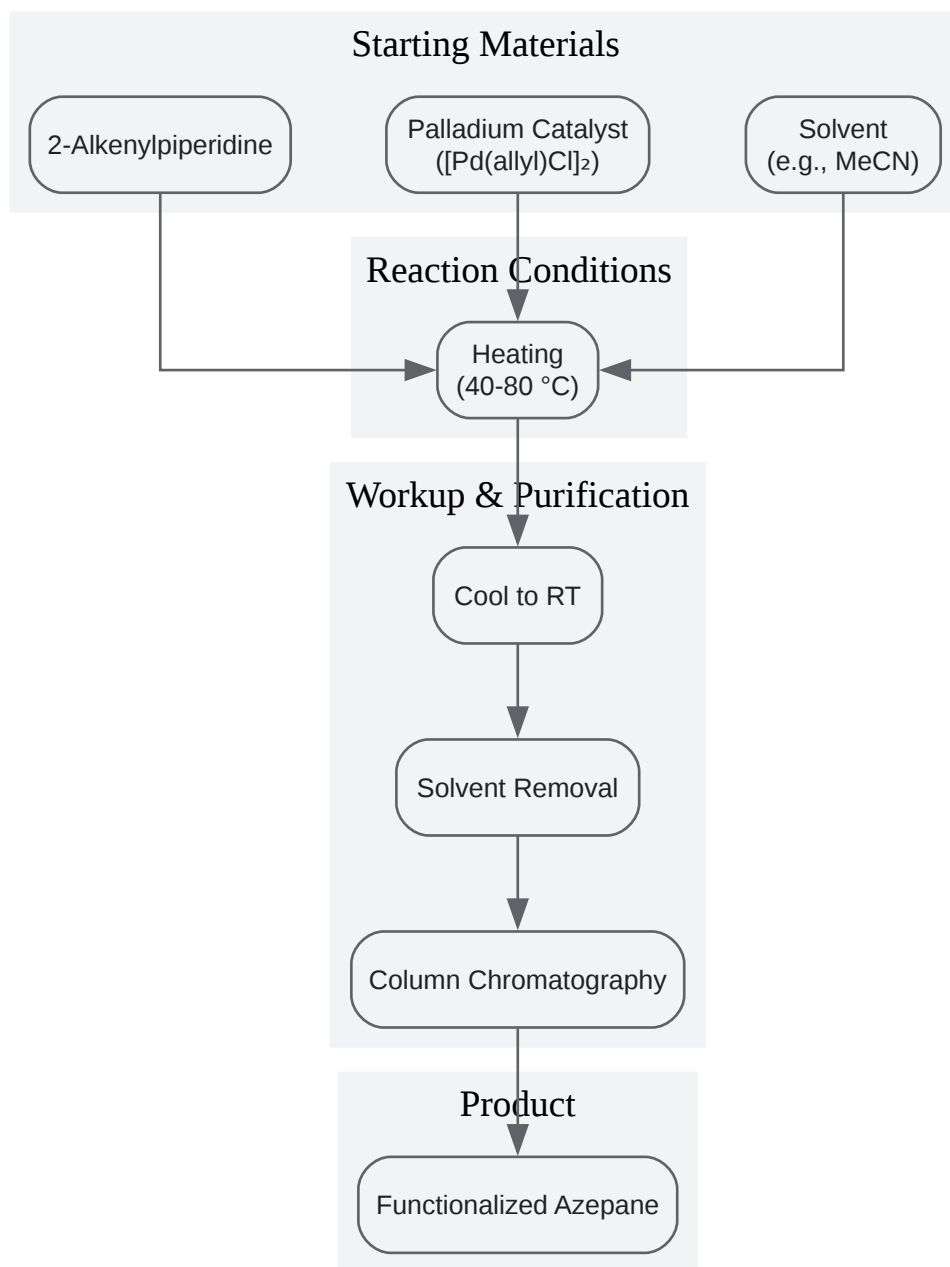 Starting Materials
2-Alkenylpiperidine
Palladium Catalyst
([Pd(allyl)Cl]₂)
Solvent
(e.g., MeCN)
Reaction Conditions
Heating
(40-80 °C)
Workup & Purification
Cool to RT
Solvent Removal
Column Chromatography
Product
Functionalized Azepane